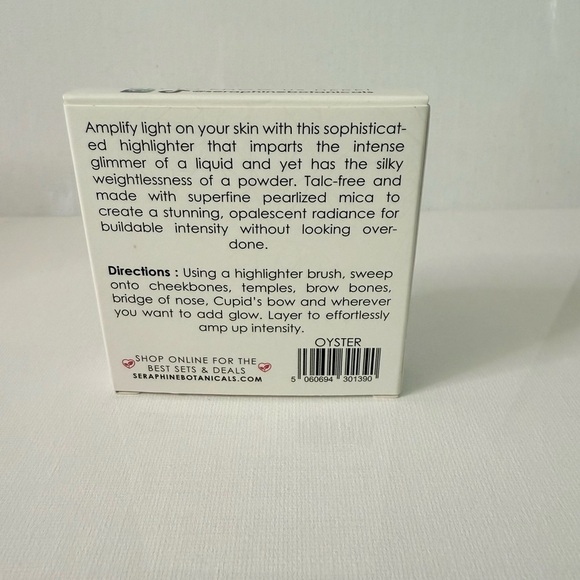 Amplify light on your skin with this sophisticat-
ed highlighter that imparts the intense
glimmer of a liquid and yet has the silky
weightlessness of a powder. Talc-free and
made with superfine pearlized mica to
create a stunning, opalescent radiance for
buildable intensity without looking over-
done.
Directions : Using a highlighter brush, sweep
onto cheekbones, temples, brow bones,
bridge of nose, Cupid's bow and wherever
you want to add glow. Layer to effortlessly
amp up intensity.
OYSTER
SHOP ONLINE FOR THE
BEST SETS & DEALS
SERAPHINEBOTANICALS.COM
5 060694 301390